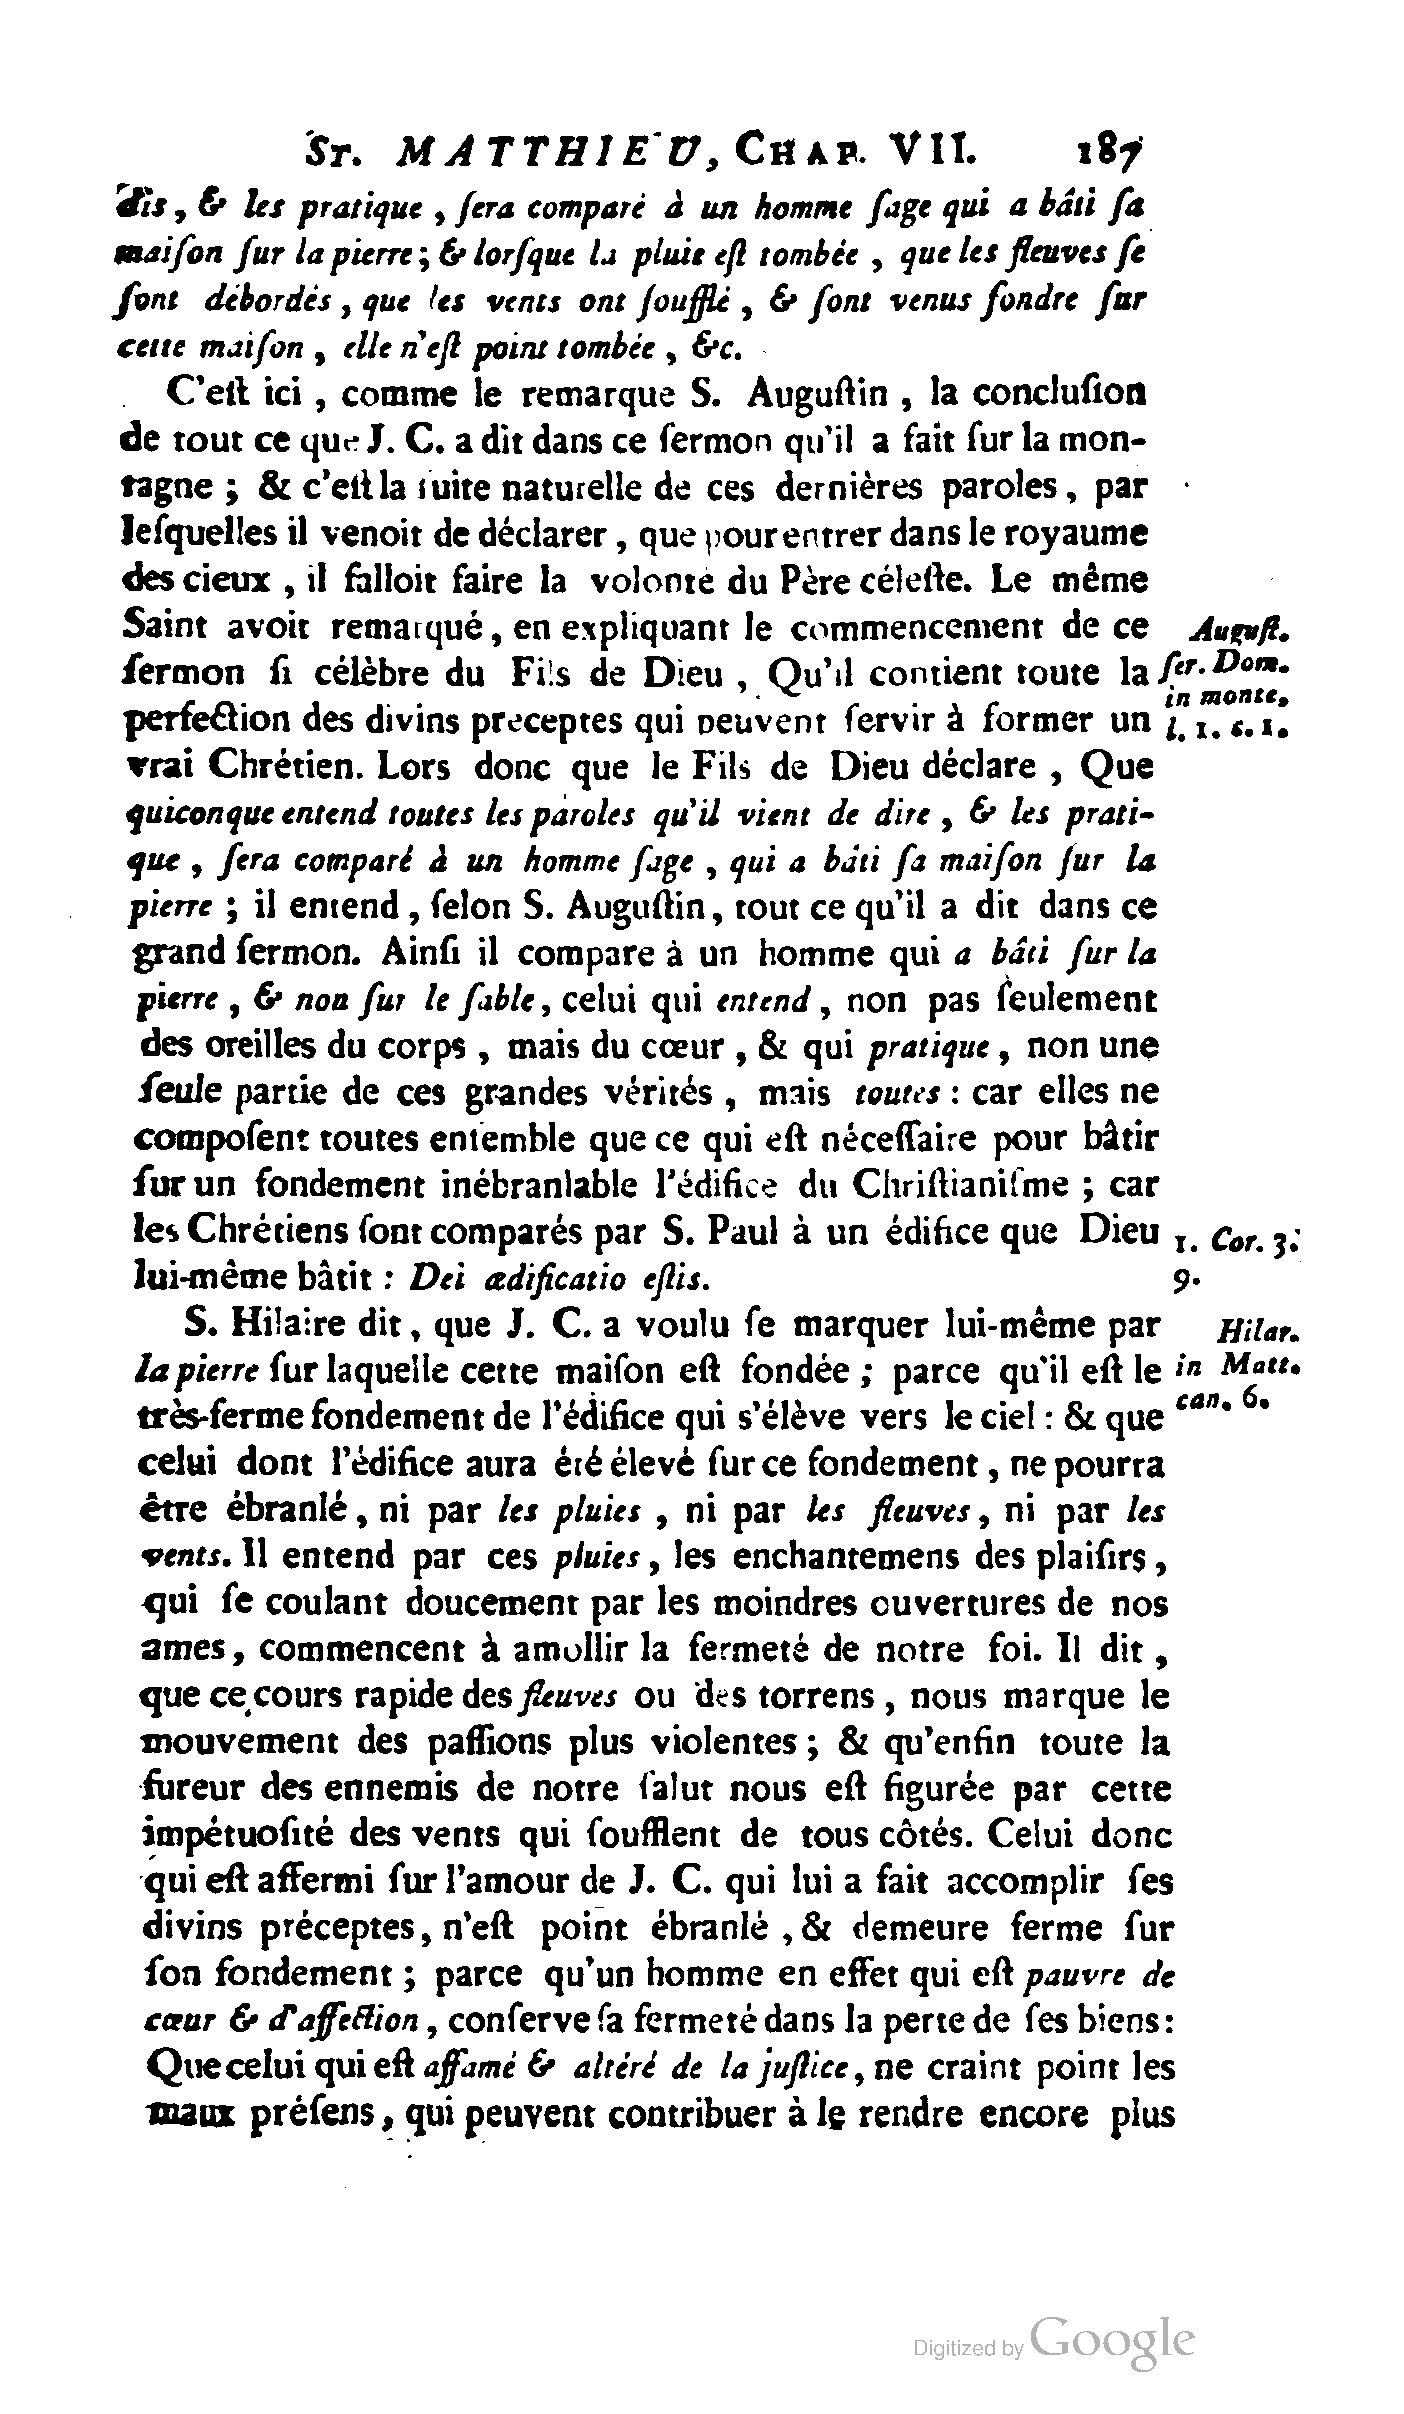 St. MATTHIEU, Chap. VII. 187
dis, & les pratique, ſera comparé à un homme ſage qui a bâti ſa
maiſon ſur la pierre; & lorſque la pluie eſt tombée, que les fleuves ſe
ſont débordés, que les vents ont ſoufflé, & ſont venus fondre ſur
cette maiſon, elle n'eſt point tombée, &c.
C'eſt ici, comme le remarque S. Auguſtin, la concluſion
de tout ce que J. C. a dit dans ce ſermon qu'il a fait ſur la mon-
tagne; & c'eſt la ſuite naturelle de ces dernières paroles, par
leſquelles il venoit de déclarer, que pour entrer dans le royaume
des cieux, il falloit faire la volonté du Père céleſte. Le même
Saint avoit remarqué, en expliquant le commencement de ce
ſermon ſi célèbre du Fils de Dieu, Qu'il contient toute la
perfection des divins preceptes qui peuvent ſervir à former un
vrai Chrétien. Lors donc que le Fils de Dieu déclare, Que
quiconque entend toutes les paroles qu'il vient de dire, & les prati-
que, ſera comparé à un homme ſage, qui a bâti ſa maiſon ſur la
pierre; il entend, ſelon S. Auguſtin, tout ce qu'il a dit dans ce
grand ſermon. Ainſi il compare à un homme qui a bâti ſur la
pierre, & non ſur le ſable, celui qui entend, non pas ſeulement
des oreilles du corps, mais du cœur, & qui pratique, non une
ſeule partie de ces grandes vérités, mais toutes: car elles ne
compoſent toutes enſemble que ce qui eſt néceſſaire pour bâtir
ſur un fondement inébranlable l'édifice du Chriſtianiſme; car
les Chrétiens ſont comparés par S. Paul à un édifice que Dieu
lui-même bâtit: Dei ædificatio eſtis.
S. Hilaire dit, que J. C. a voulu ſe marquer lui-même par
la pierre ſur laquelle cette maiſon eſt fondée; parce qu'il eſt le
très-ferme fondement de l'édifice qui s'élève vers le ciel: & que
celui dont l'édifice aura été élevé ſur ce fondement, ne pourra
être ébranlé, ni par les pluies, ni par les fleuves, ni par les
vents. Il entend par ces pluies, les enchantemens des plaiſirs,
qui ſe coulant doucement par les moindres ouvertures de nos
ames, commencent à amollir la fermeté de notre foi. Il dit,
que ce cours rapide des fleuves ou des torrens, nous marque le
mouvement des paſſions plus violentes; & qu'enfin toute la
fureur des ennemis de notre ſalut nous eſt figurée par cette
impétuoſité des vents qui ſoufflent de tous côtés. Celui donc
qui eſt affermi ſur l'amour de J. C. qui lui a fait accomplir ſes
divins préceptes, n'eſt point ébranlé, & demeure ferme ſur
ſon fondement; parce qu'un homme en effet qui eſt pauvre de
cœur & d'affection, conſerve ſa fermeté dans la perte de ſes biens:
Que celui qui eſt affamé & altéré de la juſtice, ne craint point les
maux préſens, qui peuvent contribuer à le rendre encore plus
Auguſt.
ſer. Dom.
in monte.
l. 1. c. 1.
1. Cor. 3.
9.
Hilar.
in Matt.
can. 6.
Digitized by Google